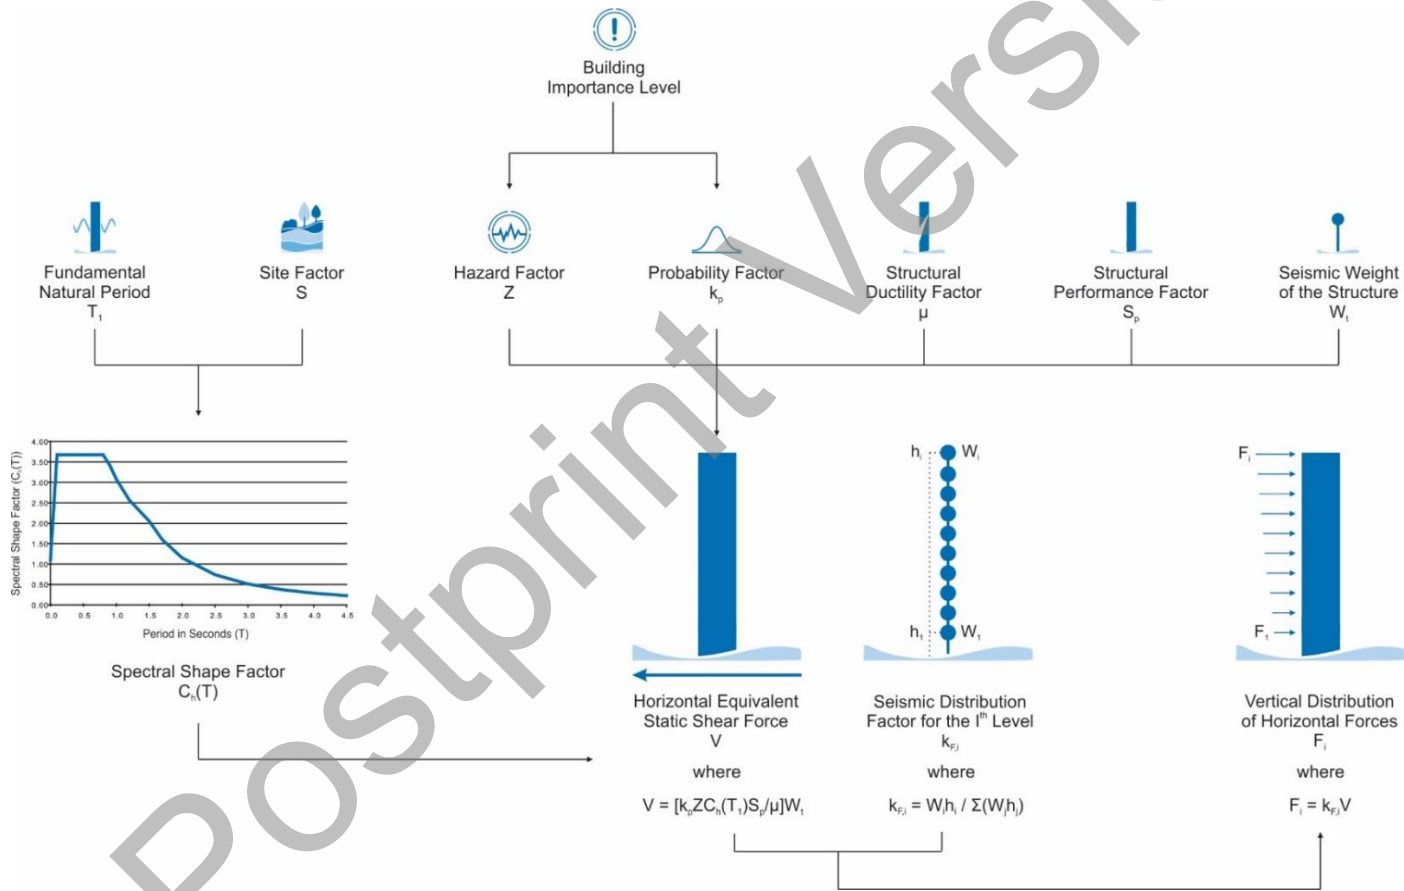 Building
Importance Level
Fundamental
Natural Period
T₁
Site Factor
S
Hazard Factor
Z
Probability Factor
kₚ
Structural
Ductility Factor
μ
Structural
Performance Factor
Sₚ
Seismic Weight
of the Structure
Wₜ
Spectral Shape Factor (Cₕ(T))
4.00
3.50
3.00
2.50
2.00
1.50
1.00
0.50
0.00
0.0 0.5 1.0 1.5 2.0 2.5 3.0 3.5 4.0 4.5
Period in Seconds (T)
Spectral Shape Factor
Cₕ(T)
hᵢ Wᵢ
h₁ W₁
Fᵢ
F₁
Horizontal Equivalent
Static Shear Force
V
where
V = [kₚZCₕ(T₁)Sₚ/μ]Wₜ
Seismic Distribution
Factor for the Iᵗʰ Level
k_F,i
where
k_F,i = Wᵢhᵢ / Σ(Wⱼhⱼ)
Vertical Distribution
of Horizontal Forces
Fᵢ
where
Fᵢ = k_F,iV
Postprint Versi